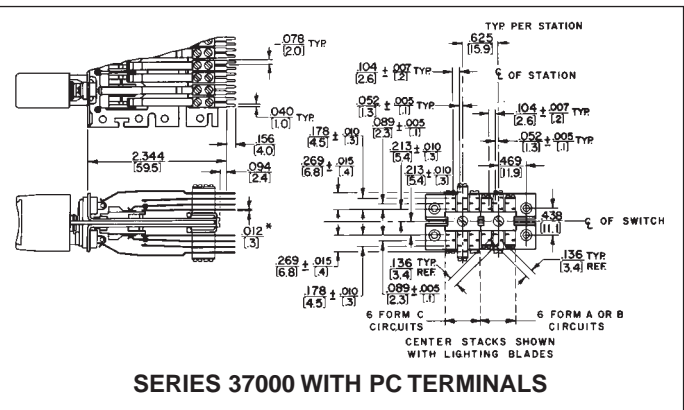 TYP PER STATION
.625
[15.9]
.078 TYP.
[2.0]
.104 ± .007 TYP.
[2.6] [.2]
℄ OF STATION
.052 ± .005 TYP.
[1.3] [.1]
.104 ± .007 TYP.
[2.6] [.2]
.040
[1.0]
.089 ± .005
[2.3] [.1]
.052 ± .005 TYP.
[1.3] [.1]
.156
[4.0]
.178 ± .010
[4.5] [.3]
.213 ± .010
[5.4] [.3]
.469
[11.9]
2.344
[59.5]
.094
[2.4]
.269 ± .015
[6.8] [.4]
.213 ± .010
[5.4] [.3]
.438
[11.1]
℄ OF SWITCH
.012 *
[.3]
.269 ± .015
[6.8] [.4]
.136 TYP.
[3.4] REF.
.136 TYP.
[3.4] REF.
.178 ± .010
[4.5] [.3]
.089 ± .005
[2.3] [.1]
6 FORM C
CIRCUITS
6 FORM A OR B
CIRCUITS
CENTER STACKS SHOWN
WITH LIGHTING BLADES
SERIES 37000 WITH PC TERMINALS